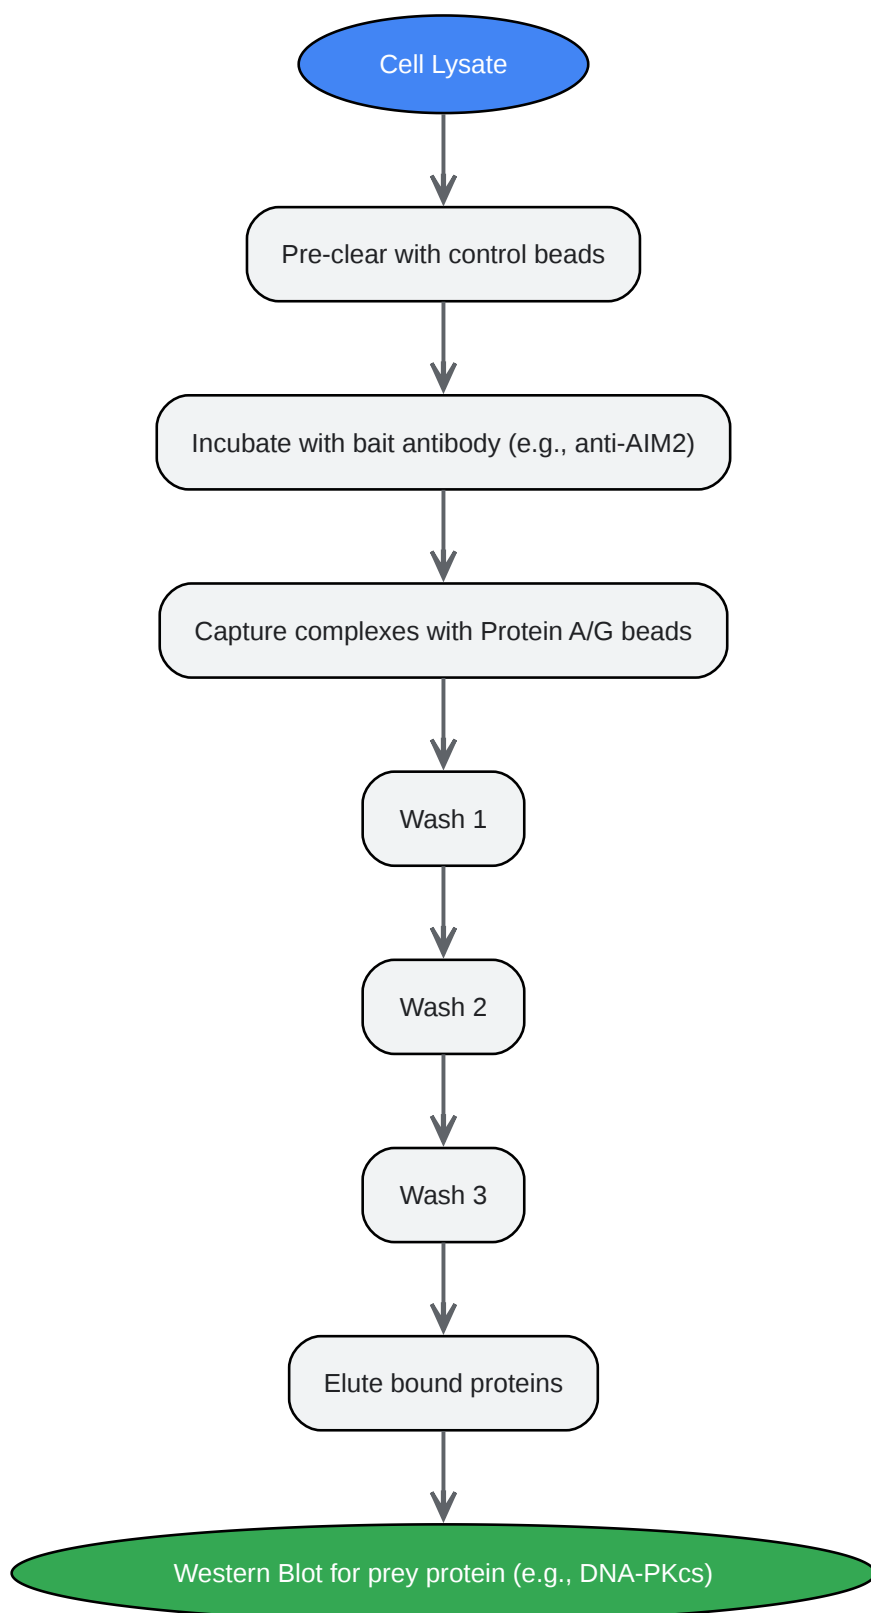 Cell Lysate
Pre-clear with control beads
Incubate with bait antibody (e.g., anti-AIM2)
Capture complexes with Protein A/G beads
Wash 1
Wash 2
Wash 3
Elute bound proteins
Western Blot for prey protein (e.g., DNA-PKcs)